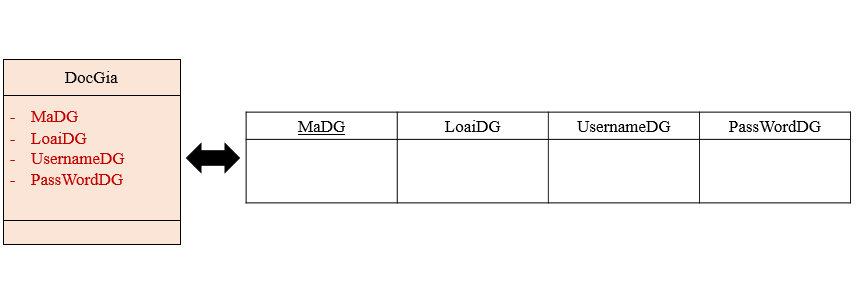 DocGia
- MaDG
- LoaiDG
- UsernameDG
- PassWordDG
MaDG LoaiDG UsernameDG PassWordDG